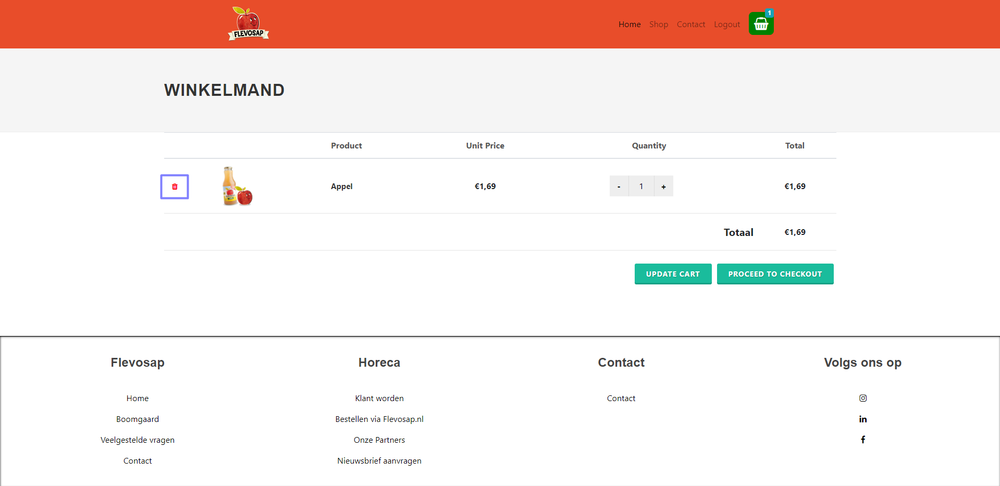 FLEVOSAP
Home Shop Contact Logout 1
WINKELMAND
Product Unit Price Quantity Total
Appel €1,69 - 1 + €1,69
Totaal €1,69
UPDATE CART PROCEED TO CHECKOUT
Flevosap Horeca Contact Volgs ons op
Home Klant worden Contact
Boomgaard Bestellen via Flevosap.nl
Veelgestelde vragen Onze Partners
Contact Nieuwsbrief aanvragen